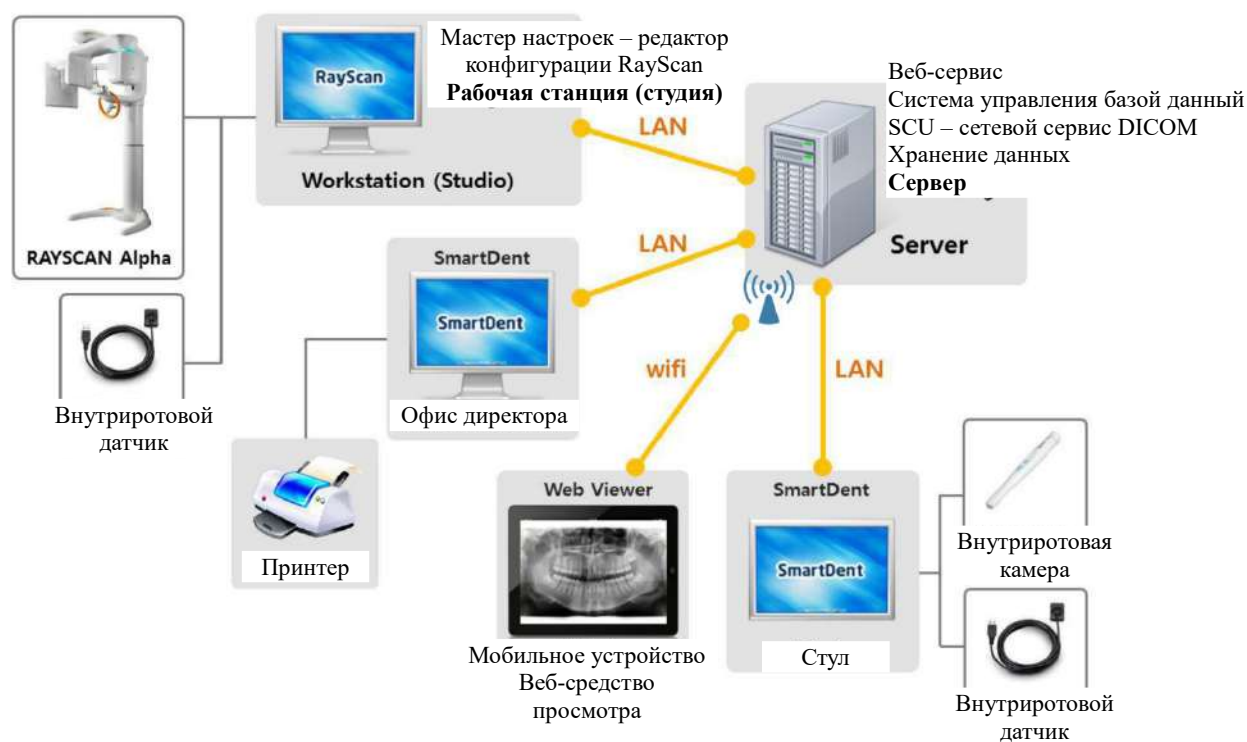 RayScan
Мастер настроек – редактор
конфигурации RayScan
Рабочая станция (студия)
Workstation (Studio)
RAYSCAN Alpha
Внутриротовой
датчик
LAN
Веб-сервис
Система управления базой данный
SCU – сетевой сервис DICOM
Хранение данных
Сервер
Server
LAN
SmartDent
SmartDent
Офис директора
Принтер
wifi
LAN
Web Viewer
Мобильное устройство
Веб-средство
просмотра
SmartDent
SmartDent
Стул
Внутриротовая
камера
Внутриротовой
датчик